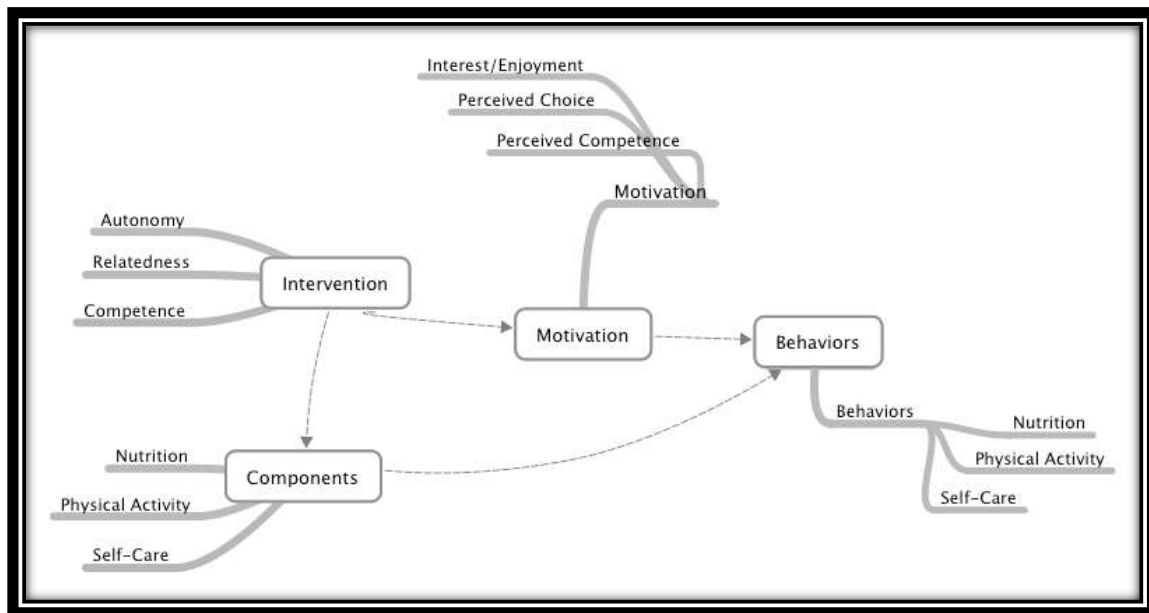 Interest/Enjoyment
Perceived Choice
Perceived Competence
Motivation
Autonomy
Relatedness
Intervention
Competence
Motivation
Behaviors
Behaviors
Nutrition
Physical Activity
Self-Care
Nutrition
Components
Physical Activity
Self-Care